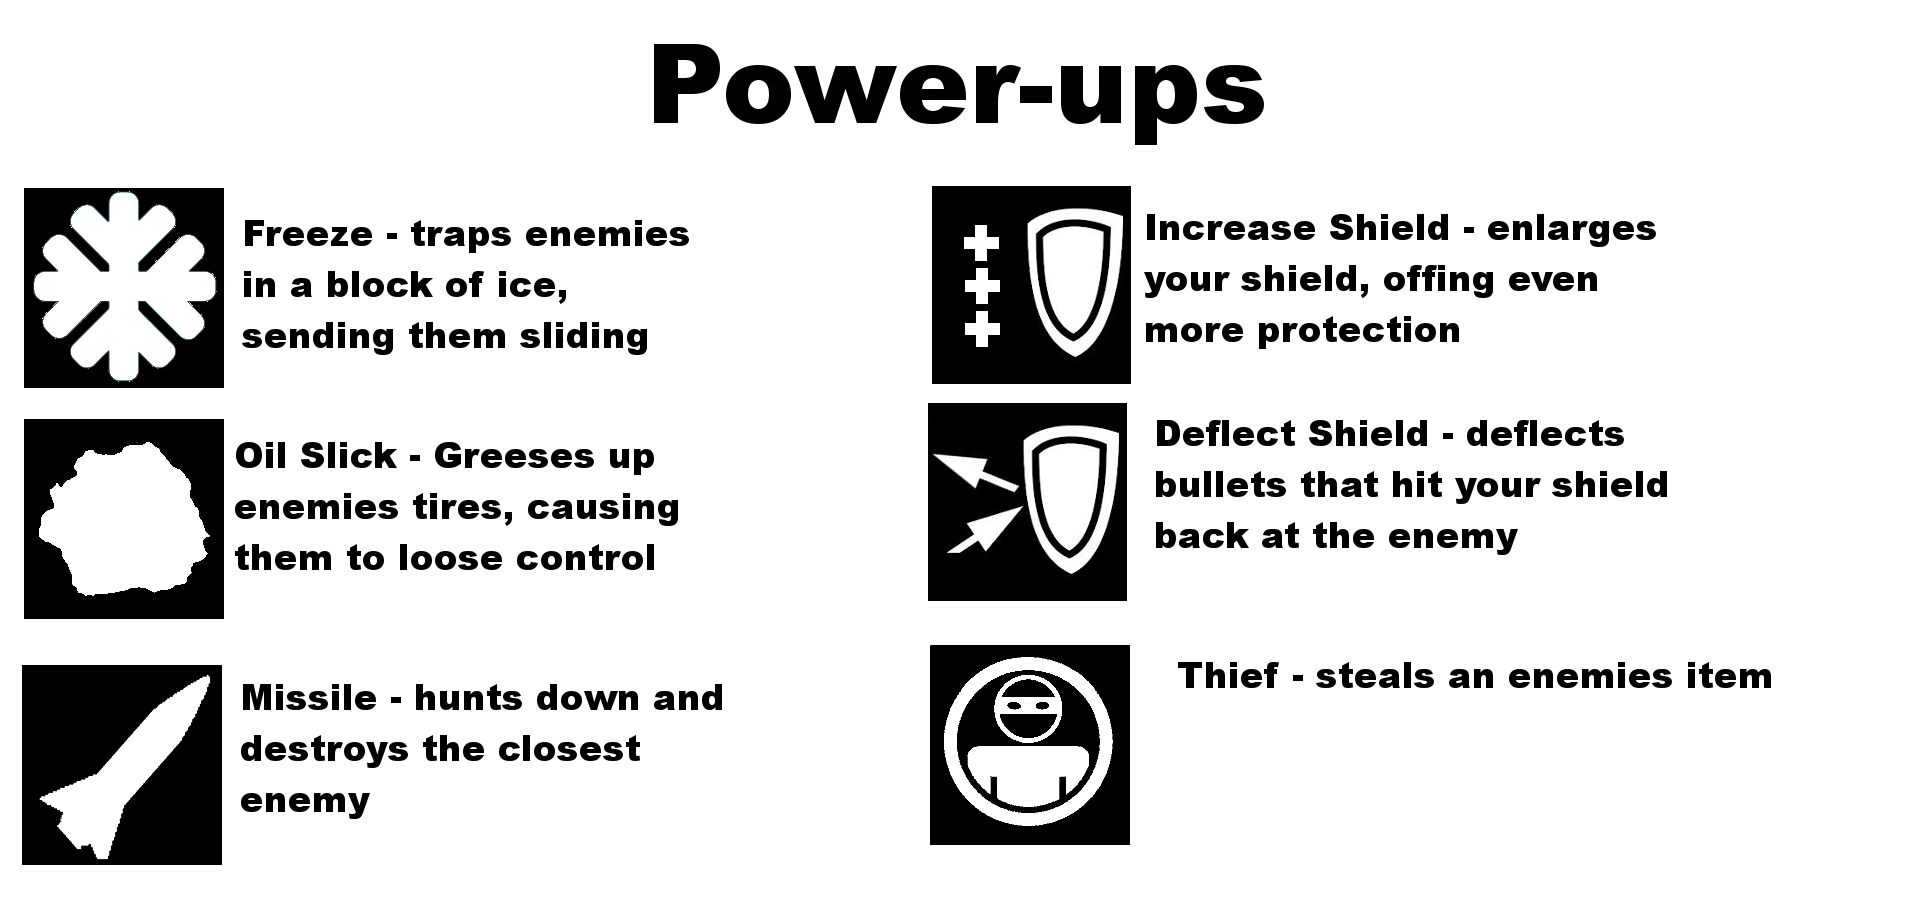 Power-ups
Freeze - traps enemies
in a block of ice,
sending them sliding
Oil Slick - Greeses up
enemies tires, causing
them to loose control
Missile - hunts down and
destroys the closest
enemy
Increase Shield - enlarges
your shield, offing even
more protection
Deflect Shield - deflects
bullets that hit your shield
back at the enemy
Thief - steals an enemies item